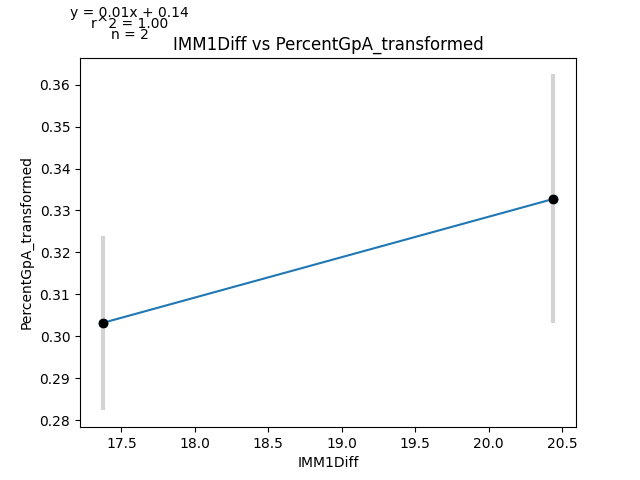 y = 0.01x + 0.14
r^2 = 1.00
n = 2
IMM1Diff vs PercentGpA_transformed
PercentGpA_transformed
0.36
0.35
0.34
0.33
0.32
0.31
0.30
0.29
0.28
17.5 18.0 18.5 19.0 19.5 20.0 20.5
IMM1Diff